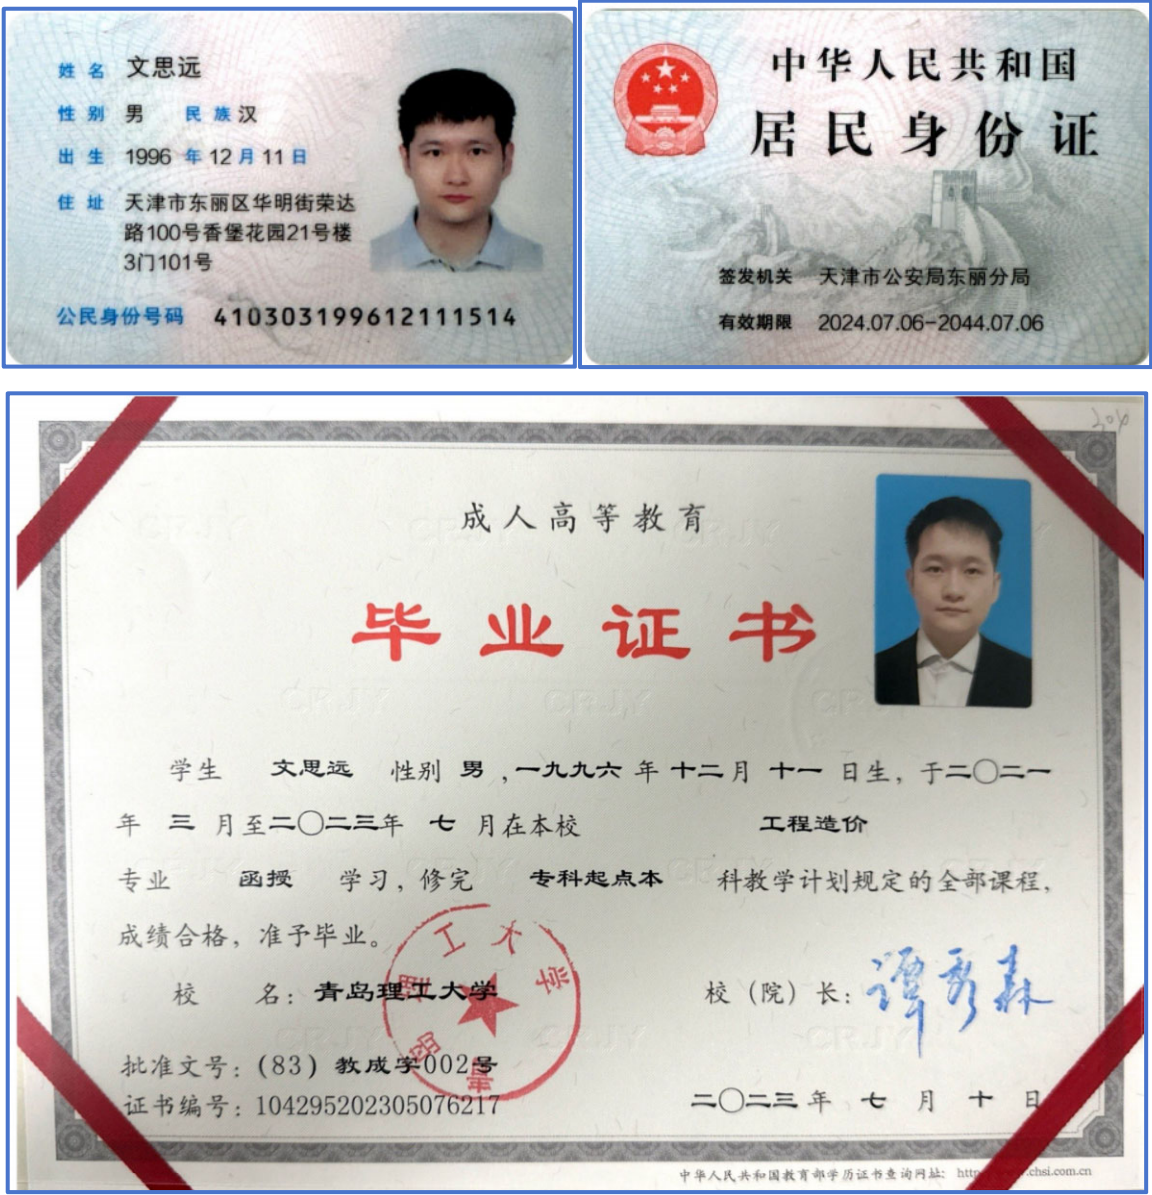 姓名 文思远
性别 男 民族 汉
出生 1996 年 12 月 11 日
住址 天津市东丽区华明街荣达
路100号香堡花园21号楼
3门101号
公民身份号码 410303199612111514
中华人民共和国
居民身份证
签发机关 天津市公安局东丽分局
有效期限 2024.07.06-2044.07.06
成人高等教育
毕业证书
学生 文思远 性别 男 ,一九九六 年 十二 月 十一 日生，于二〇二一
年 三 月至二〇二三年 七 月在本校 工程造价
专业 函授 学习，修完 专科起点本 科教学计划规定的全部课程，
成绩合格，准予毕业。
校 名：青岛理工大学
校（院）长：谭秀森
批准文号：(83) 教成字002号
证书编号：104295202305076217
二〇二三 年 七 月 十 日
中华人民共和国教育部学历证书查询网址： chsi.com.cn